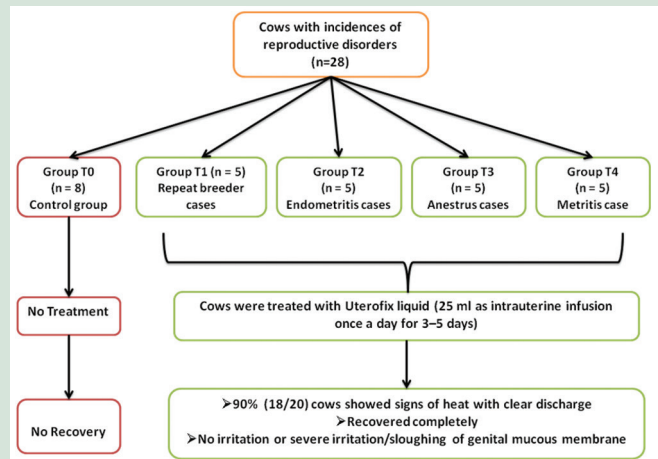 Cows with incidences of
reproductive disorders
(n=28)
Group T0
(n = 8)
Control group
Group T1 (n = 5)
Repeat breeder
cases
Group T2
(n = 5)
Endometritis cases
Group T3
(n = 5)
Anestrus cases
Group T4
(n = 5)
Metritis case
No Treatment
Cows were treated with Uterofix liquid (25 ml as intrauterine infusion
once a day for 3–5 days)
No Recovery
➢90% (18/20) cows showed signs of heat with clear discharge
➢Recovered completely
➢No irritation or severe irritation/sloughing of genital mucous membrane